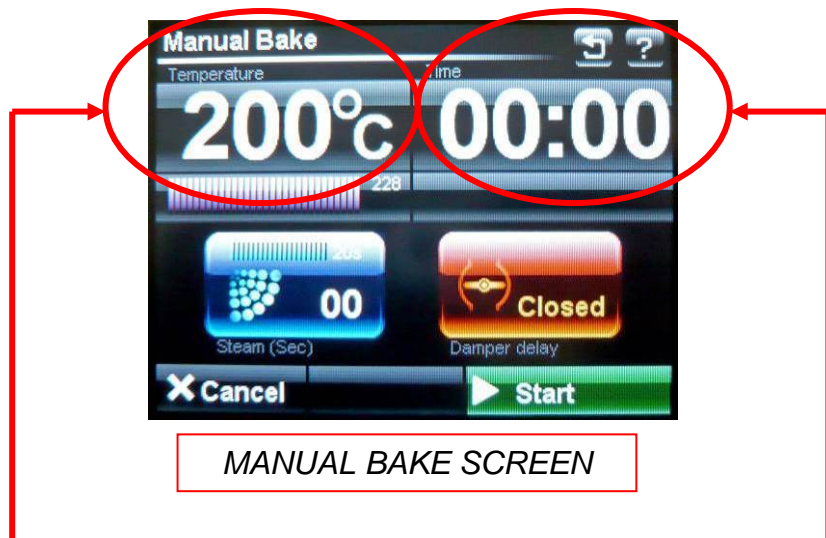 Manual Bake ?
Temperature Time
200°C 00:00
228
20s
00 Closed
Steam (Sec) Damper delay
Cancel Start
MANUAL BAKE SCREEN